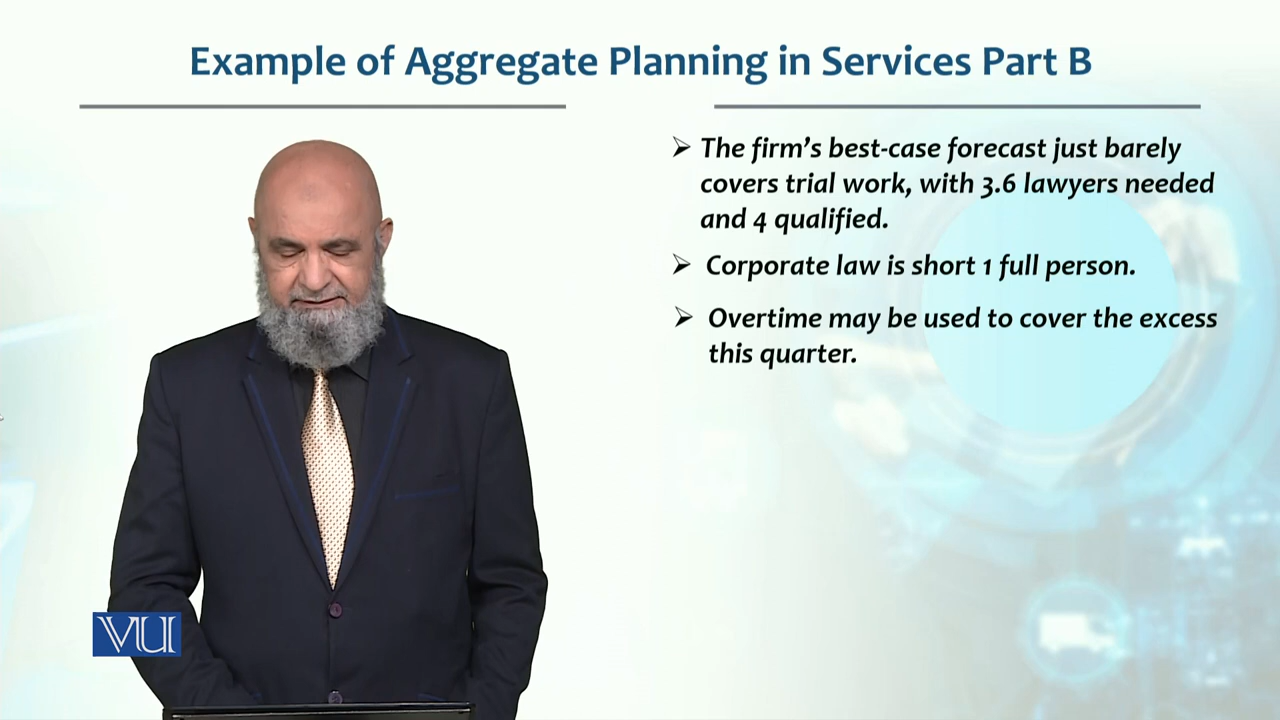 Example of Aggregate Planning in Services Part B
➢ The firm's best-case forecast just barely
covers trial work, with 3.6 lawyers needed
and 4 qualified.
➢ Corporate law is short 1 full person.
➢ Overtime may be used to cover the excess
this quarter.
VU